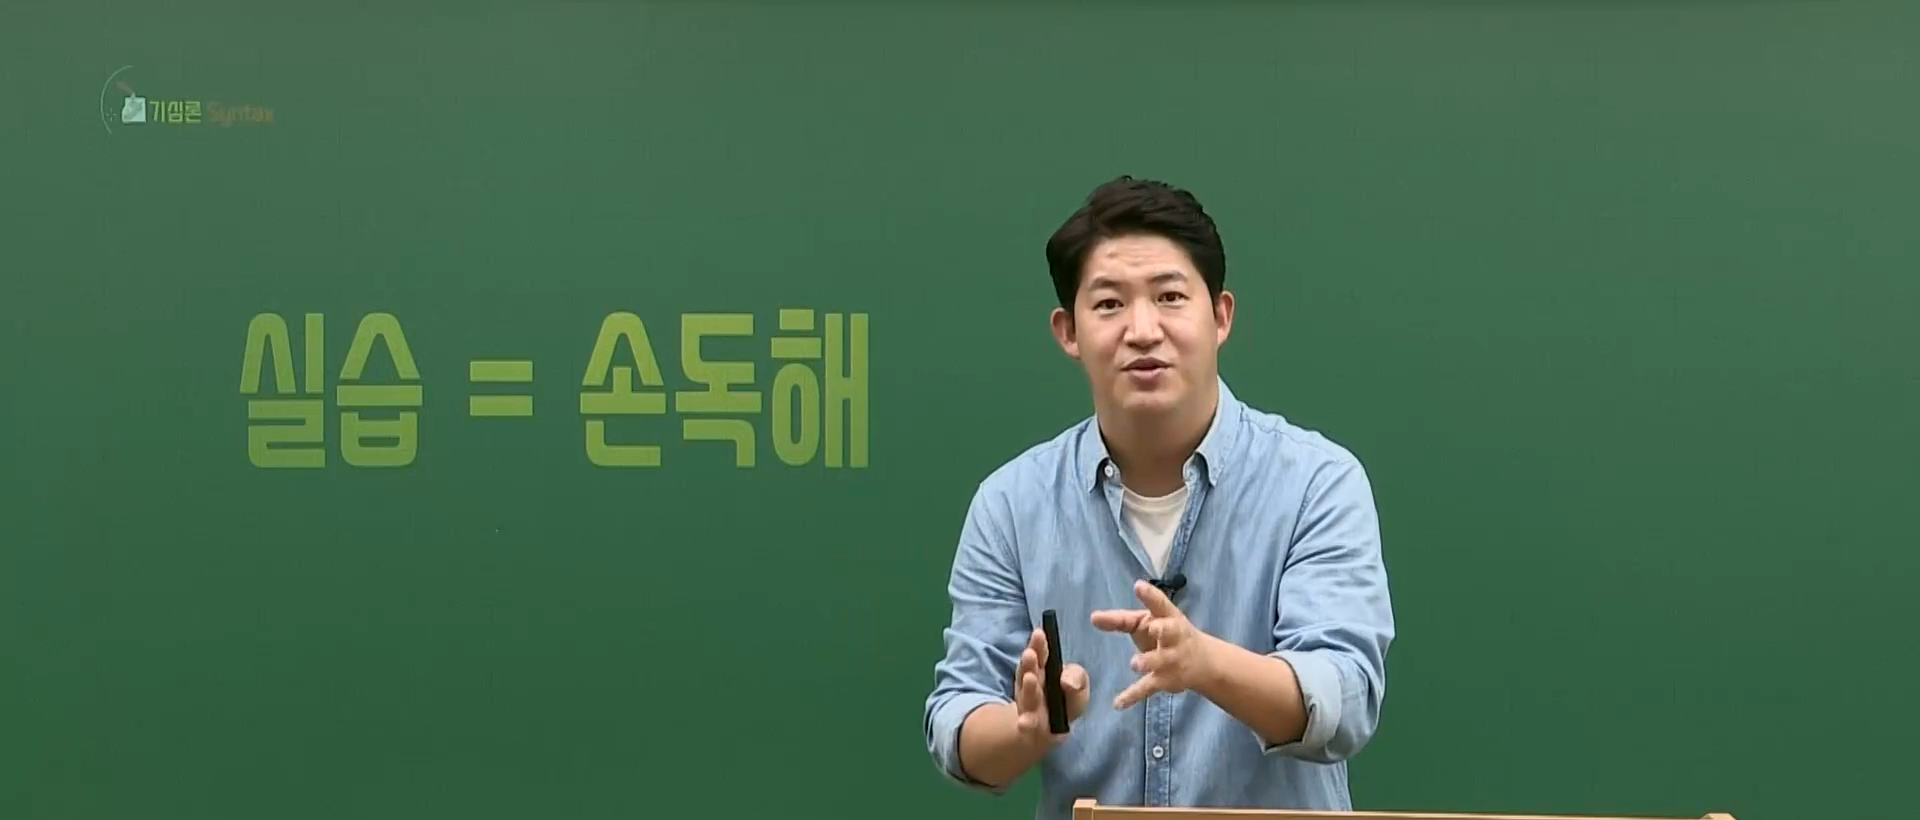 기심론 Syntax
실습 = 손독해